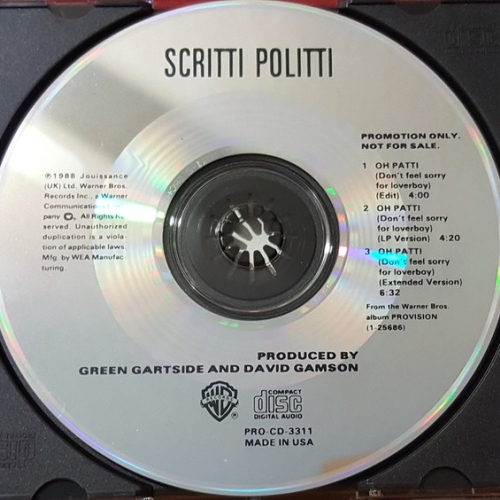 SCRITTI POLITTI
℗1988 Jouissance
(UK) Ltd. Warner Bros.
Records Inc., a Warner
Communications Com-
pany All Rights Re-
served. Unauthorized
duplication is a viola-
tion of applicable laws.
Mfg. by WEA Manufac-
turing.
PROMOTION ONLY.
NOT FOR SALE.
1 OH PATTI
(Don't feel sorry
for loverboy)
(Edit) 4:00
2 OH PATTI
(Don't feel sorry
for loverboy)
(LP Version) 4:20
3 OH PATTI
(Don't feel sorry
for loverboy)
(Extended Version)
6:32
From the Warner Bros.
album PROVISION
(1-25686)
PRODUCED BY
GREEN GARTSIDE AND DAVID GAMSON
COMPACT
disc
DIGITAL AUDIO
PRO-CD-3311
MADE IN USA